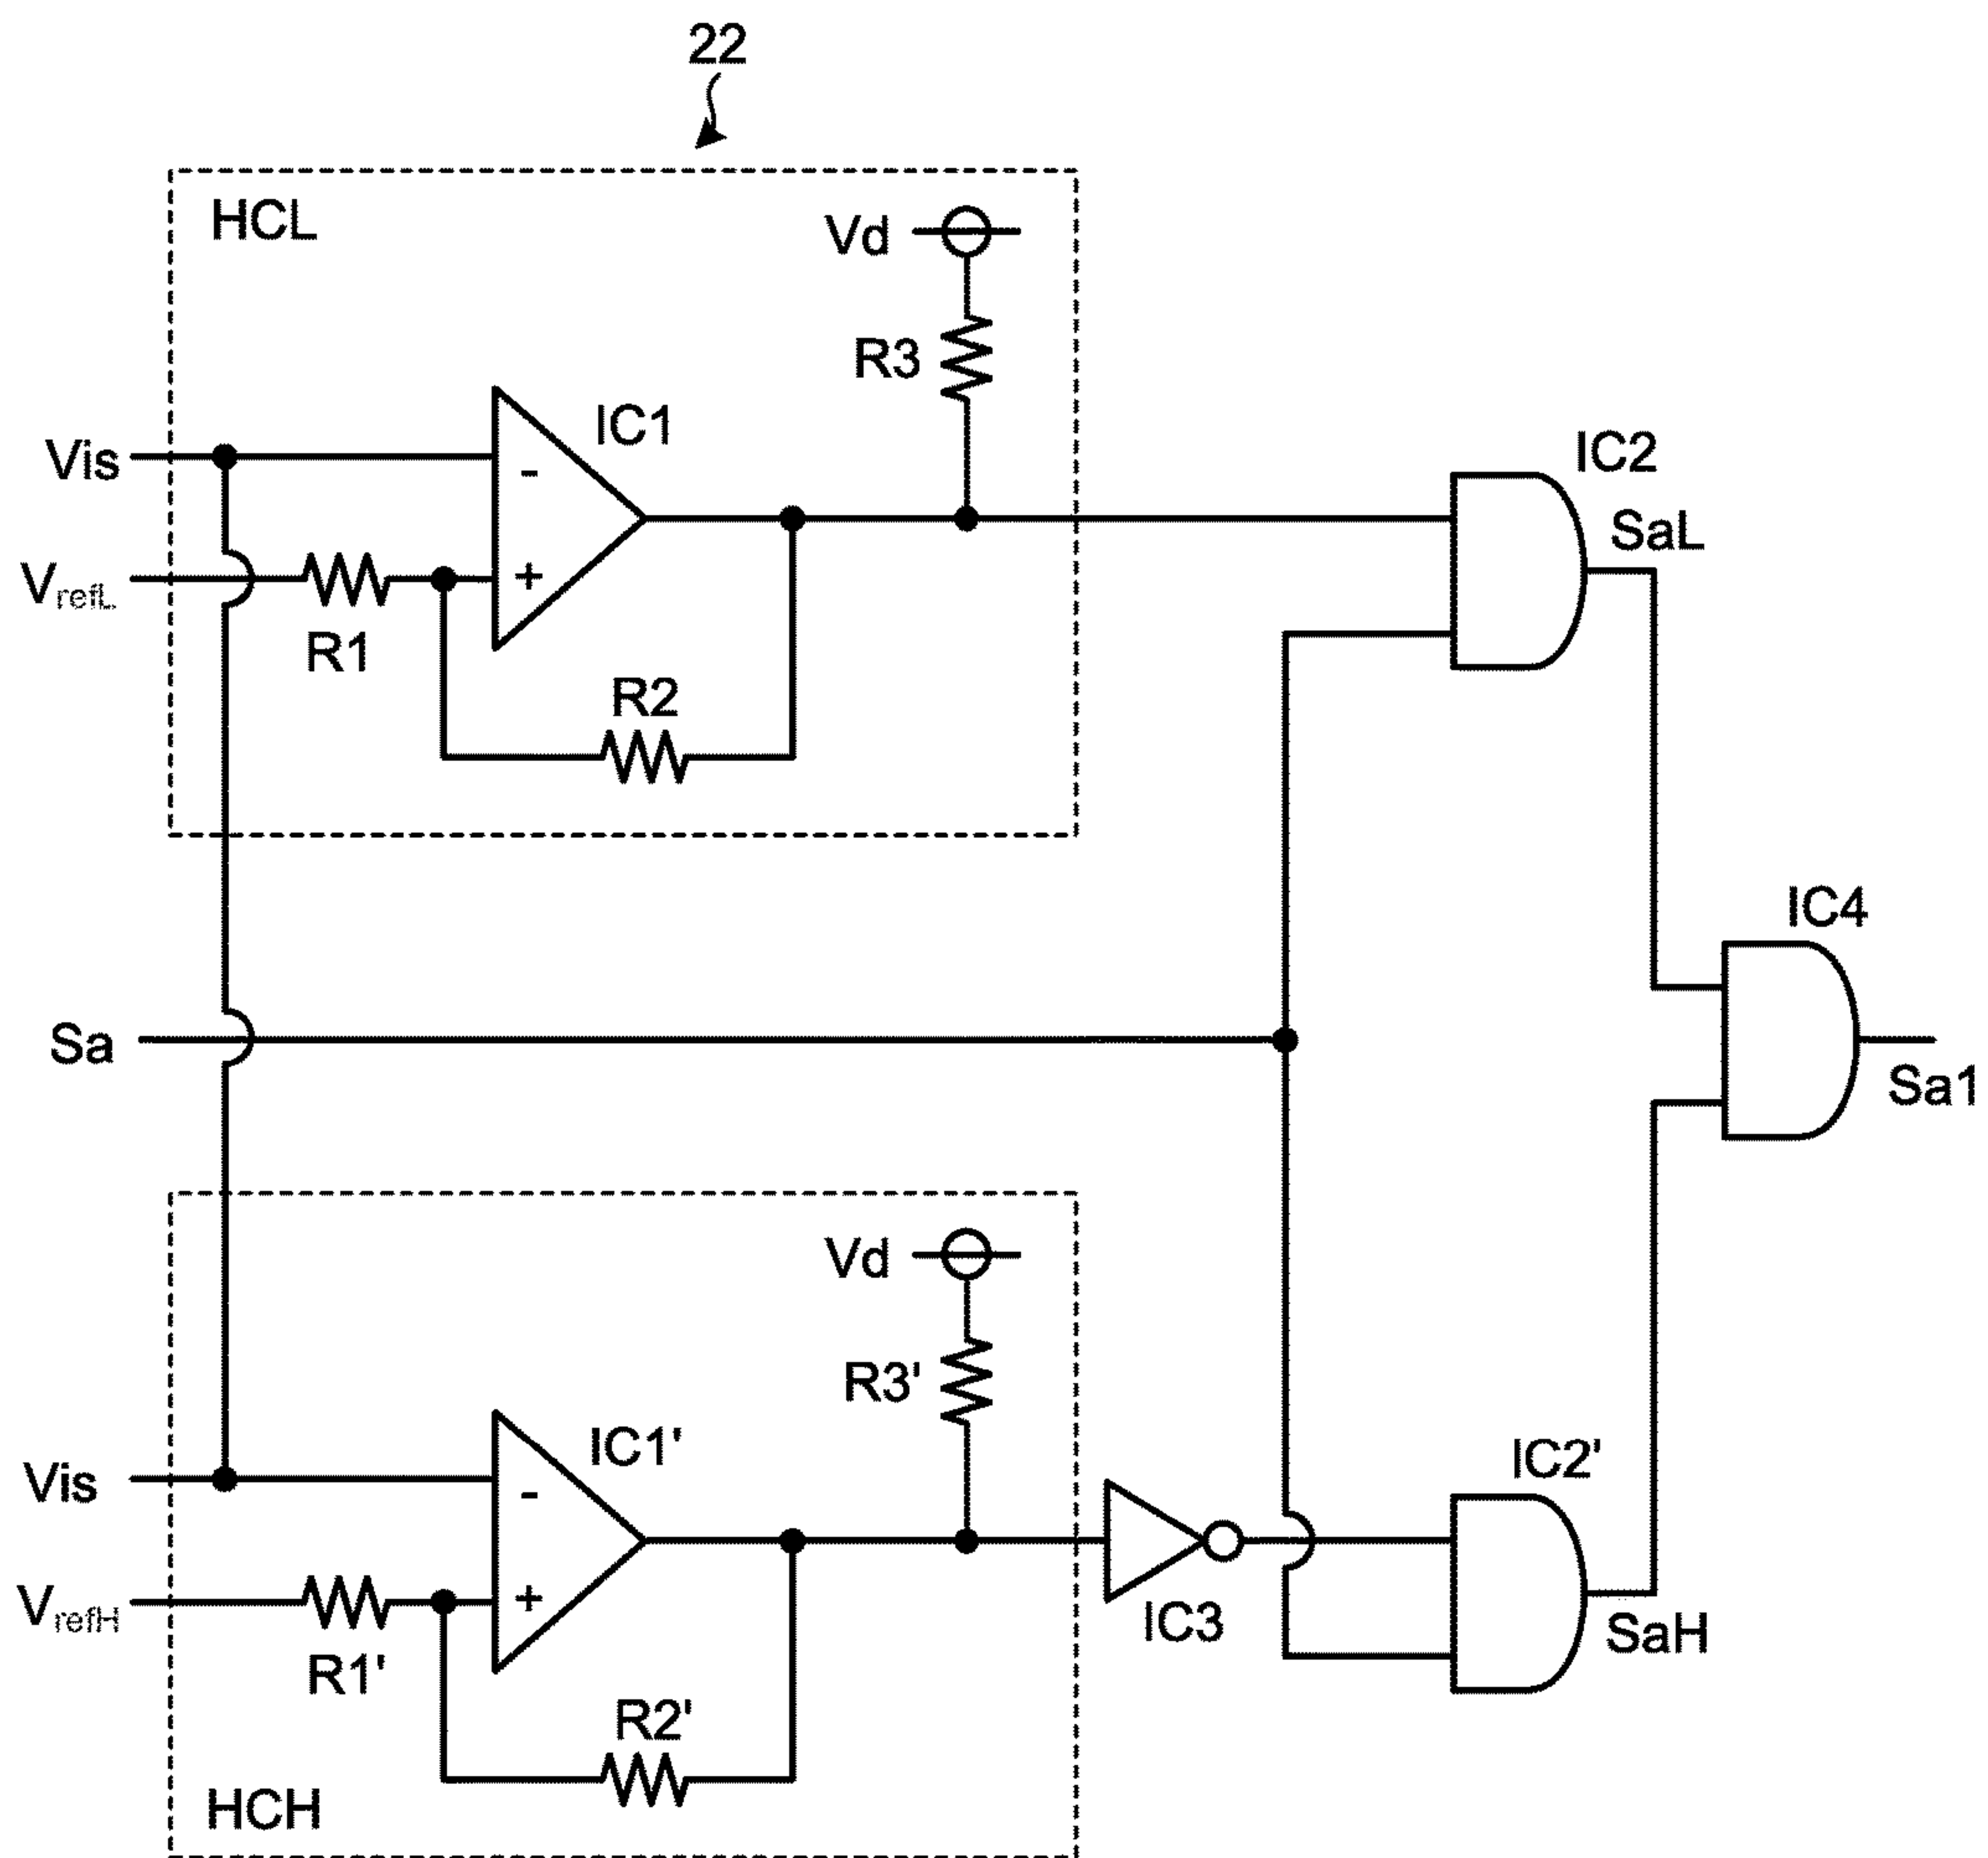 22
HCL
Vd
R3
IC1
Vis
-
VrefL
+
R1
R2
IC2
SaL
IC4
Sa
Sa1
Vd
R3'
IC1'
Vis
-
VrefH
+
R1'
R2'
HCH
IC3
IC2'
SaH